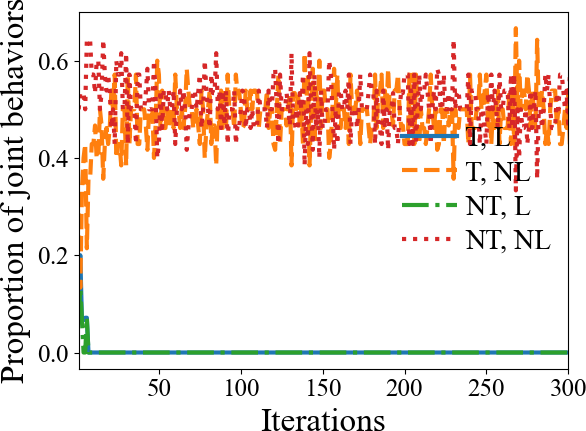 Proportion of joint behaviors
0.6
0.4
0.2
0.0
T, L
T, NL
NT, L
NT, NL
50 100 150 200 250 300
Iterations